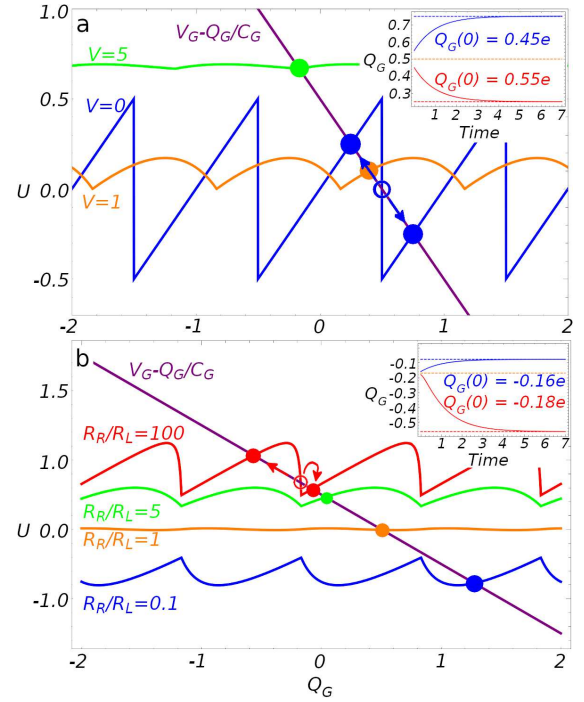 a
V_G-Q_G/C_G
V=5
V=0
V=1
U
1.0
0.5
0.0
-0.5
-2
-1
0
1
2
Q_G
0.7
0.6
0.5
0.4
0.3
Q_G(0) = 0.45e
Q_G(0) = 0.55e
1 2 3 4 5 6 7
Time
b
V_G-Q_G/C_G
R_R/R_L=100
R_R/R_L=5
R_R/R_L=1
R_R/R_L=0.1
U
1.5
1.0
0.0
-1.0
-2
-1
0
1
2
Q_G
Q_G
-0.1
-0.2
-0.3
-0.4
-0.5
Q_G(0) = -0.16e
Q_G(0) = -0.18e
1 2 3 4 5 6 7
Time